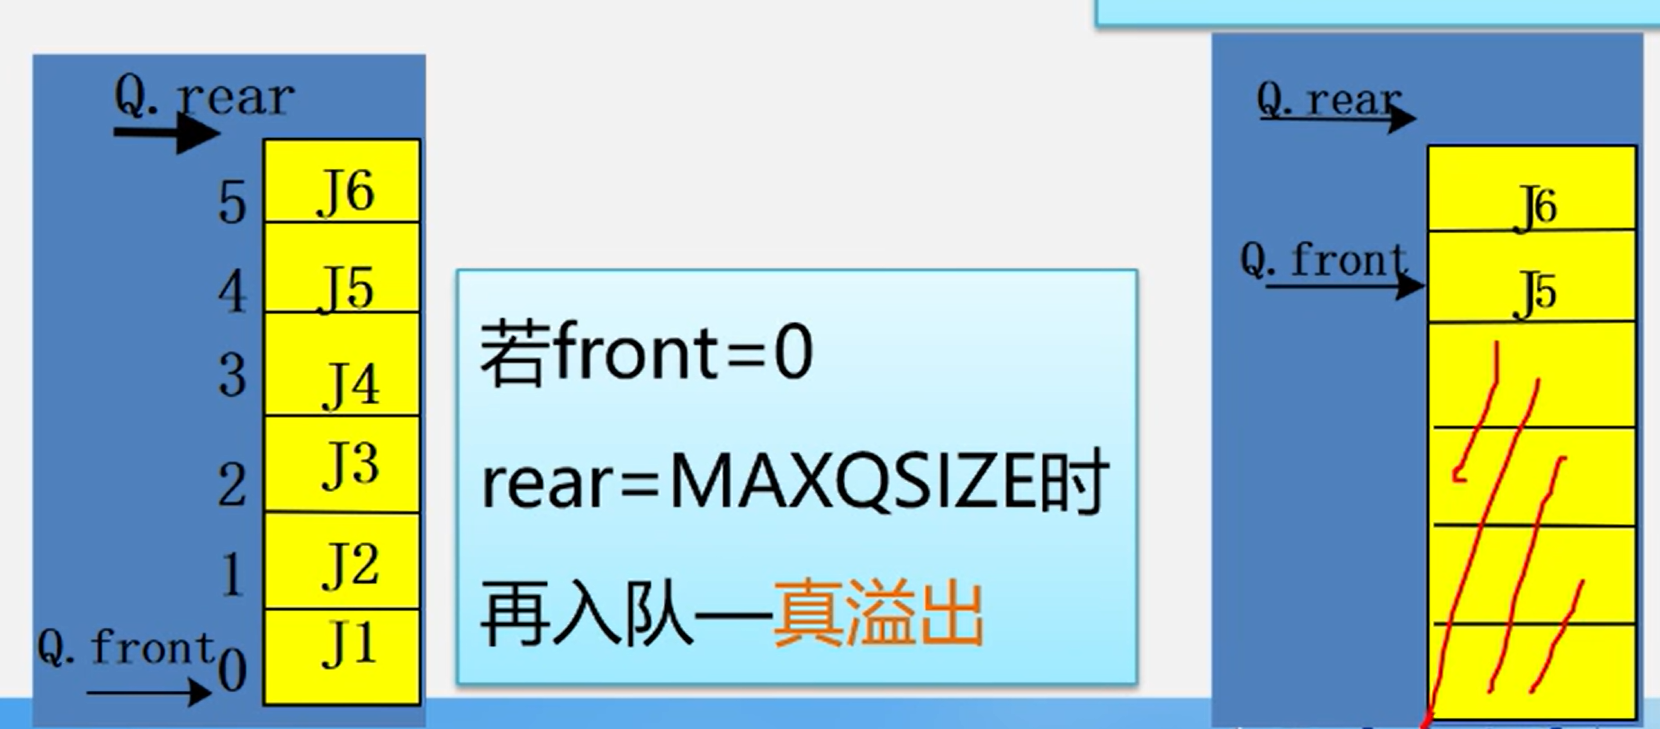 Q.rear
5 J6
4 J5
3 J4
2 J3
1 J2
Q.front 0 J1
若front=0
rear=MAXQSIZE时
再入队—真溢出
Q.rear
J6
Q.front J5